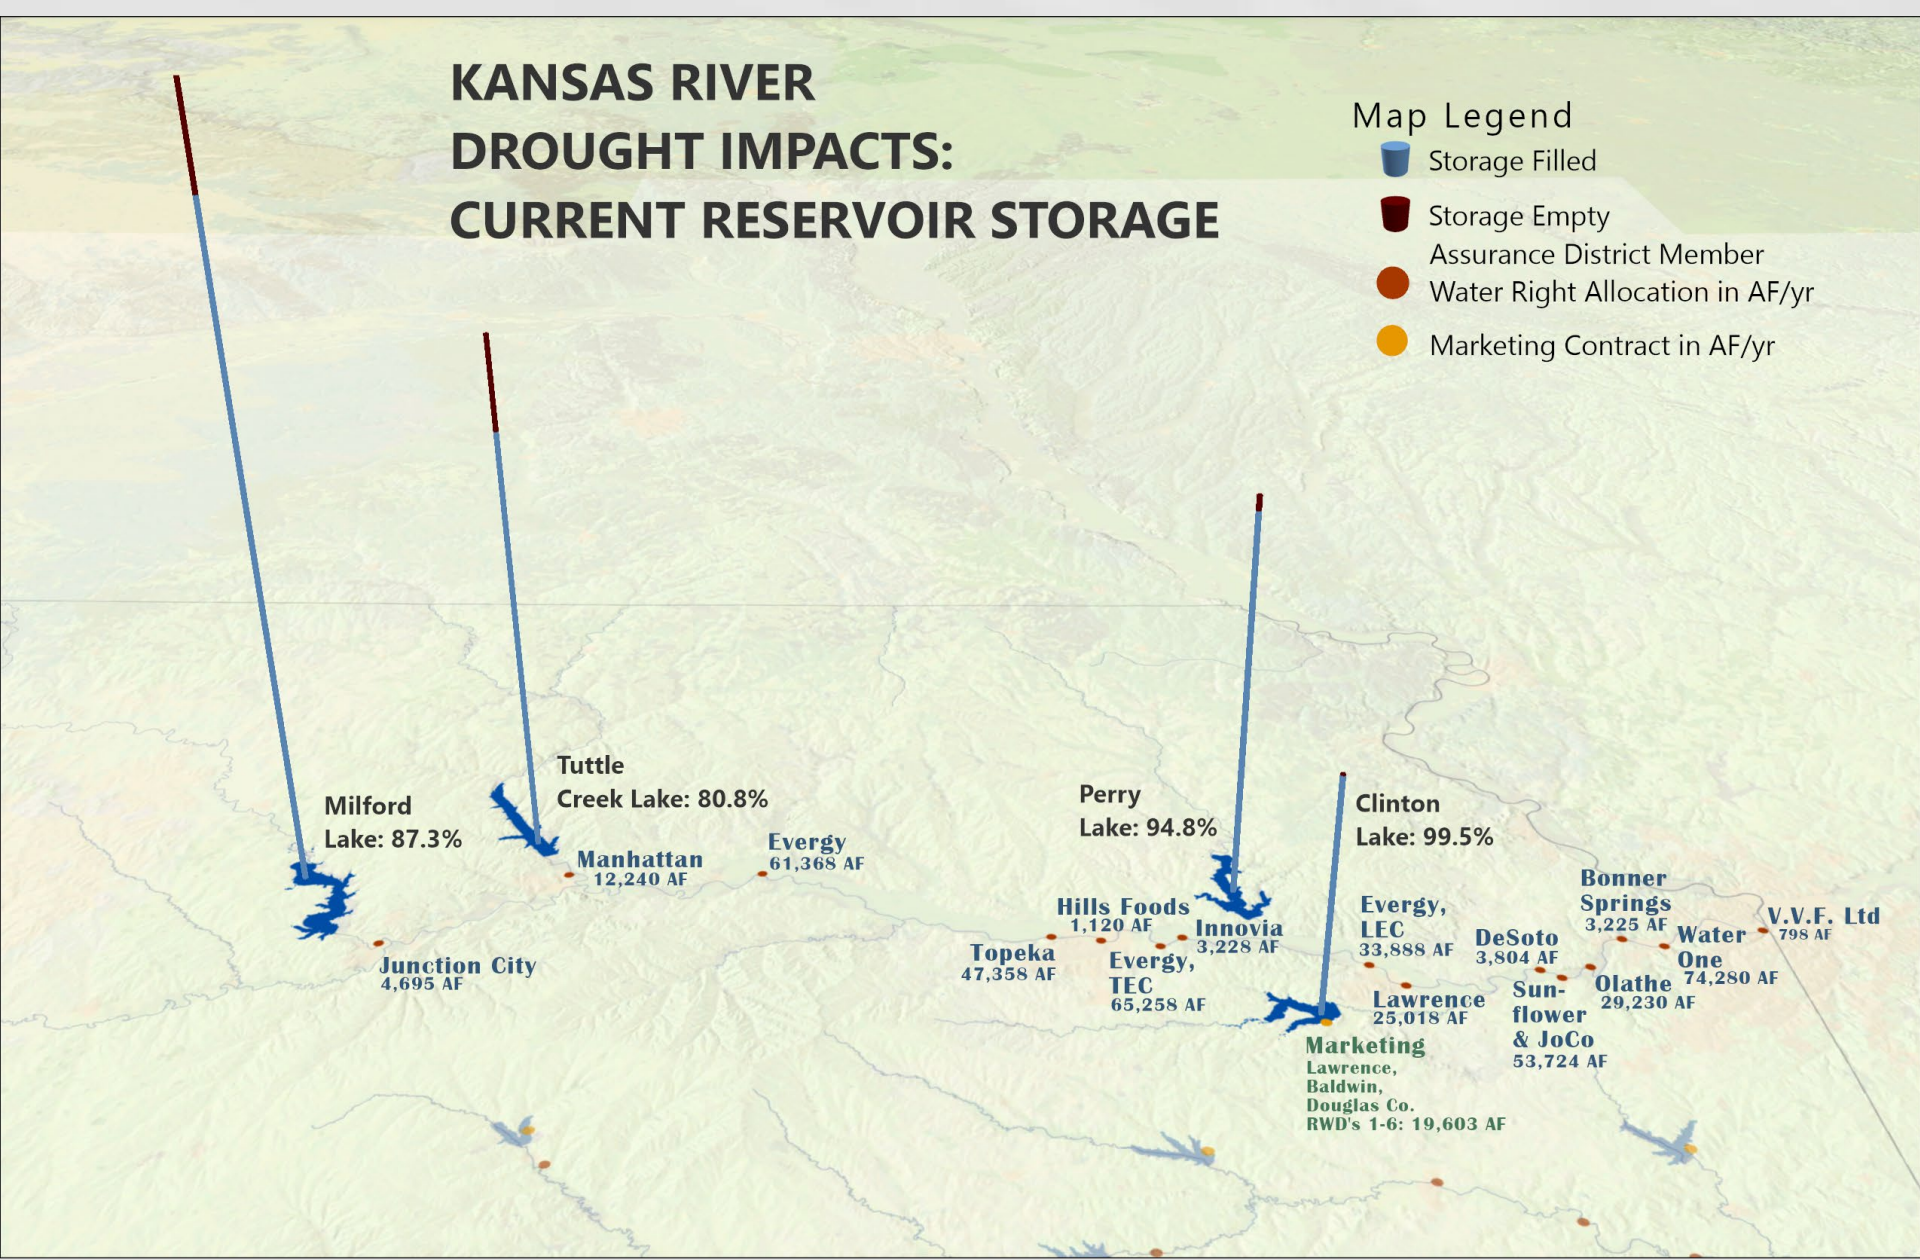 KANSAS RIVER
DROUGHT IMPACTS:
CURRENT RESERVOIR STORAGE
Map Legend
Storage Filled
Storage Empty
Assurance District Member
Water Right Allocation in AF/yr
Marketing Contract in AF/yr
Milford
Lake: 87.3%
Tuttle
Creek Lake: 80.8%
Perry
Lake: 94.8%
Clinton
Lake: 99.5%
Junction City
4,695 AF
Manhattan
12,240 AF
Evergy
61,368 AF
Topeka
47,358 AF
Hills Foods
1,120 AF
Evergy,
TEC
65,258 AF
Innovia
3,228 AF
Evergy,
LEC
33,888 AF
Lawrence
25,018 AF
Marketing
Lawrence,
Baldwin,
Douglas Co.
RWD's 1-6: 19,603 AF
DeSoto
3,804 AF
Sun-
flower
& JoCo
53,724 AF
Bonner
Springs
3,225 AF
Olathe
29,230 AF
Water
One
74,280 AF
V.V.F. Ltd
798 AF